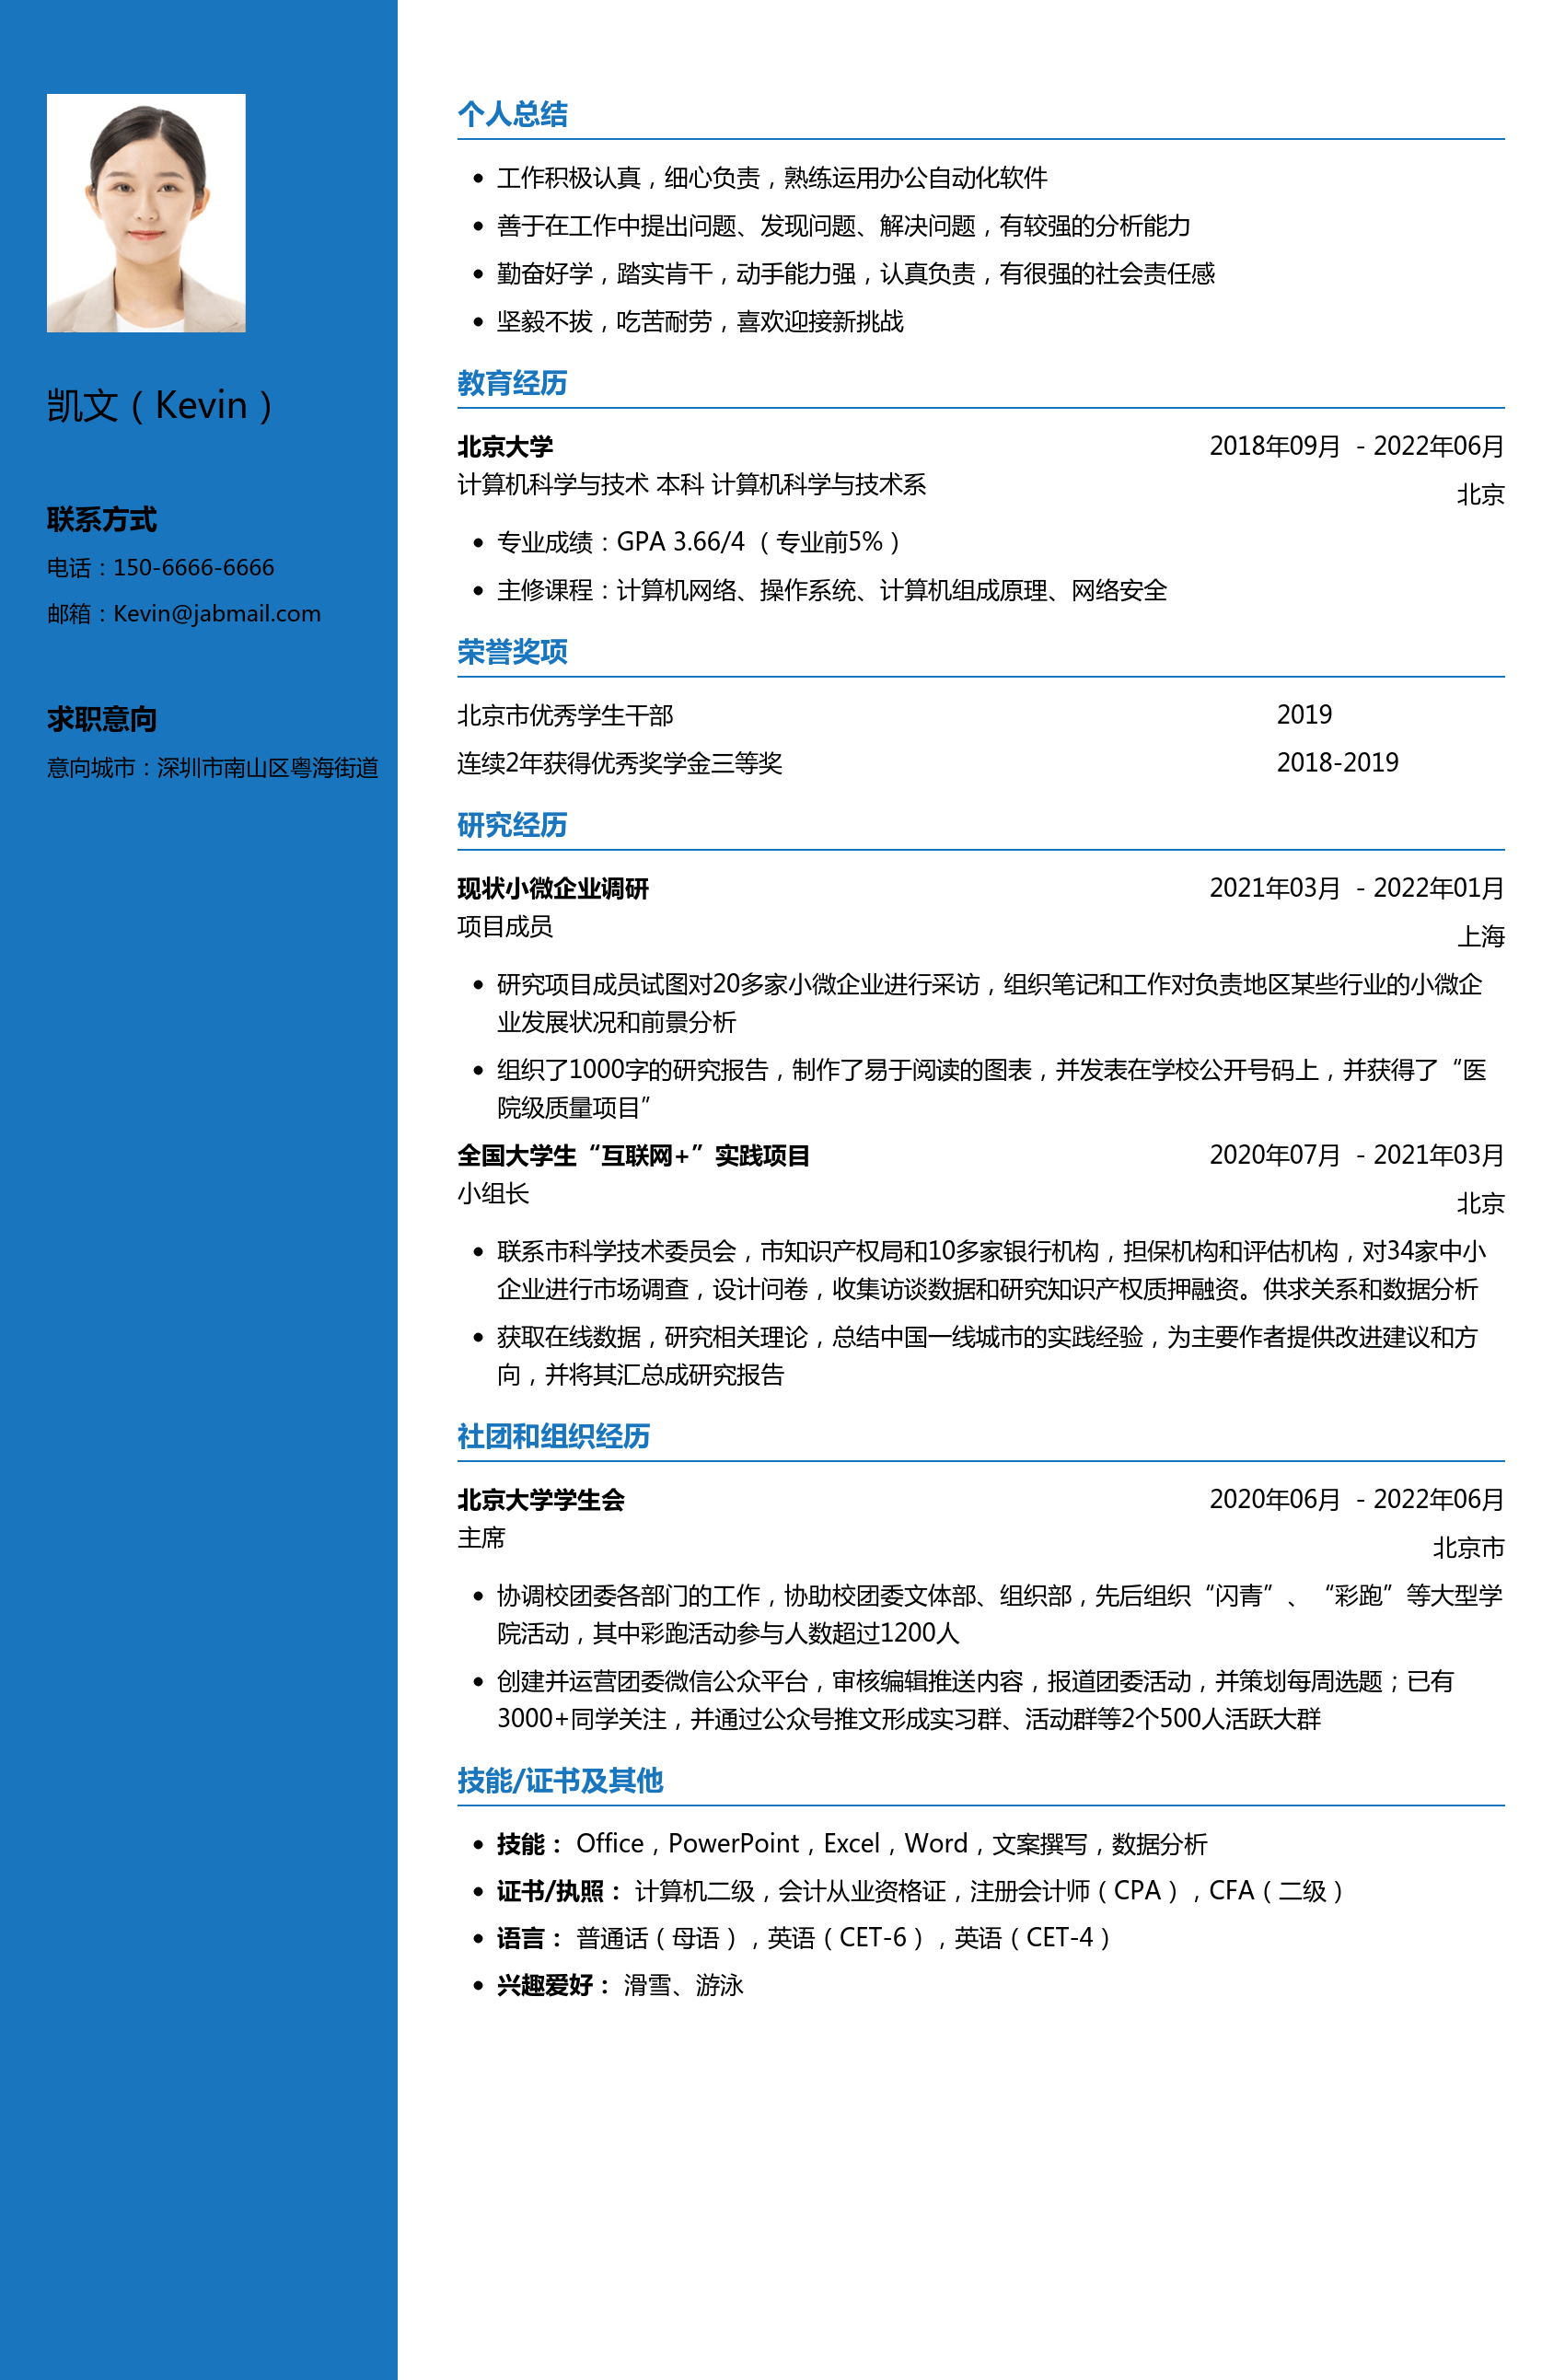 凯文（Kevin）
联系方式
电话：150-6666-6666
邮箱：Kevin@jabmail.com
求职意向
意向城市：深圳市南山区粤海街道
个人总结
• 工作积极认真，细心负责，熟练运用办公自动化软件
• 善于在工作中提出问题、发现问题、解决问题，有较强的分析能力
• 勤奋好学，踏实肯干，动手能力强，认真负责，有很强的社会责任感
• 坚毅不拔，吃苦耐劳，喜欢迎接新挑战
教育经历
北京大学 2018年09月 - 2022年06月
计算机科学与技术 本科 计算机科学与技术系 北京
• 专业成绩：GPA 3.66/4 （专业前5%）
• 主修课程：计算机网络、操作系统、计算机组成原理、网络安全
荣誉奖项
北京市优秀学生干部 2019
连续2年获得优秀奖学金三等奖 2018-2019
研究经历
现状小微企业调研 2021年03月 - 2022年01月
项目成员 上海
• 研究项目成员试图对20多家小微企业进行采访，组织笔记和工作对负责地区某些行业的小微企
业发展状况和前景分析
• 组织了1000字的研究报告，制作了易于阅读的图表，并发表在学校公开号码上，并获得了“医
院级质量项目”
全国大学生“互联网+”实践项目 2020年07月 - 2021年03月
小组长 北京
• 联系市科学技术委员会，市知识产权局和10多家银行机构，担保机构和评估机构，对34家中小
企业进行市场调查，设计问卷，收集访谈数据和研究知识产权质押融资。供求关系和数据分析
• 获取在线数据，研究相关理论，总结中国一线城市的实践经验，为主要作者提供改进建议和方
向，并将其汇总成研究报告
社团和组织经历
北京大学学生会 2020年06月 - 2022年06月
主席 北京市
• 协调校团委各部门的工作，协助校团委文体部、组织部，先后组织“闪青”、“彩跑”等大型学
院活动，其中彩跑活动参与人数超过1200人
• 创建并运营团委微信公众平台，审核编辑推送内容，报道团委活动，并策划每周选题；已有
3000+同学关注，并通过公众号推文形成实习群、活动群等2个500人活跃大群
技能/证书及其他
• 技能： Office，PowerPoint，Excel，Word，文案撰写，数据分析
• 证书/执照： 计算机二级，会计从业资格证，注册会计师（CPA），CFA（二级）
• 语言： 普通话（母语），英语（CET-6），英语（CET-4）
• 兴趣爱好： 滑雪、游泳